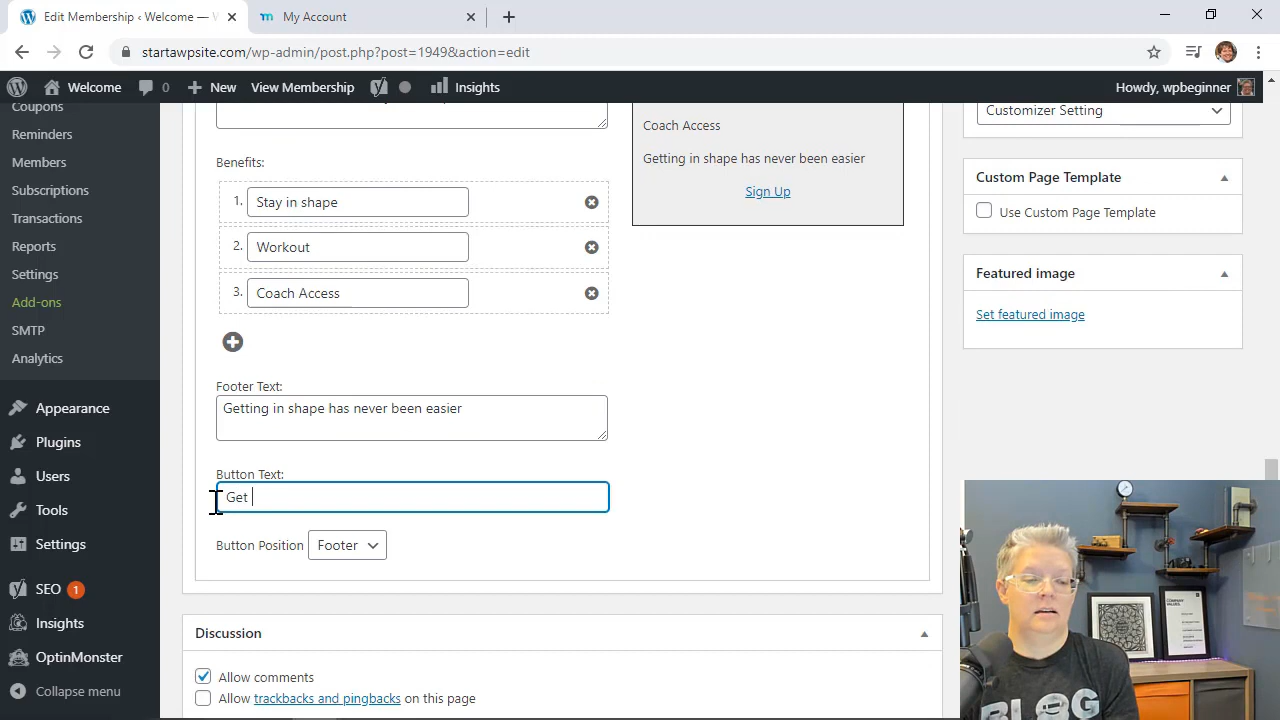 Edit Membership ‹ Welcome — W
My Account
startawpsite.com/wp-admin/post.php?post=1949&action=edit
Welcome
0
New
View Membership
Insights
Howdy, wpbeginner
Coupons
Reminders
Members
Subscriptions
Transactions
Reports
Settings
Add-ons
SMTP
Analytics
Appearance
Plugins
Users
Tools
Settings
SEO 1
Insights
OptinMonster
Collapse menu
Benefits:
1. Stay in shape
2. Workout
3. Coach Access
Footer Text:
Getting in shape has never been easier
Button Text:
Get
Button Position Footer
Discussion
Allow comments
Allow trackbacks and pingbacks on this page
Coach Access
Getting in shape has never been easier
Sign Up
Customizer Setting
Custom Page Template
Use Custom Page Template
Featured image
Set featured image
COMPANY
VALUES.